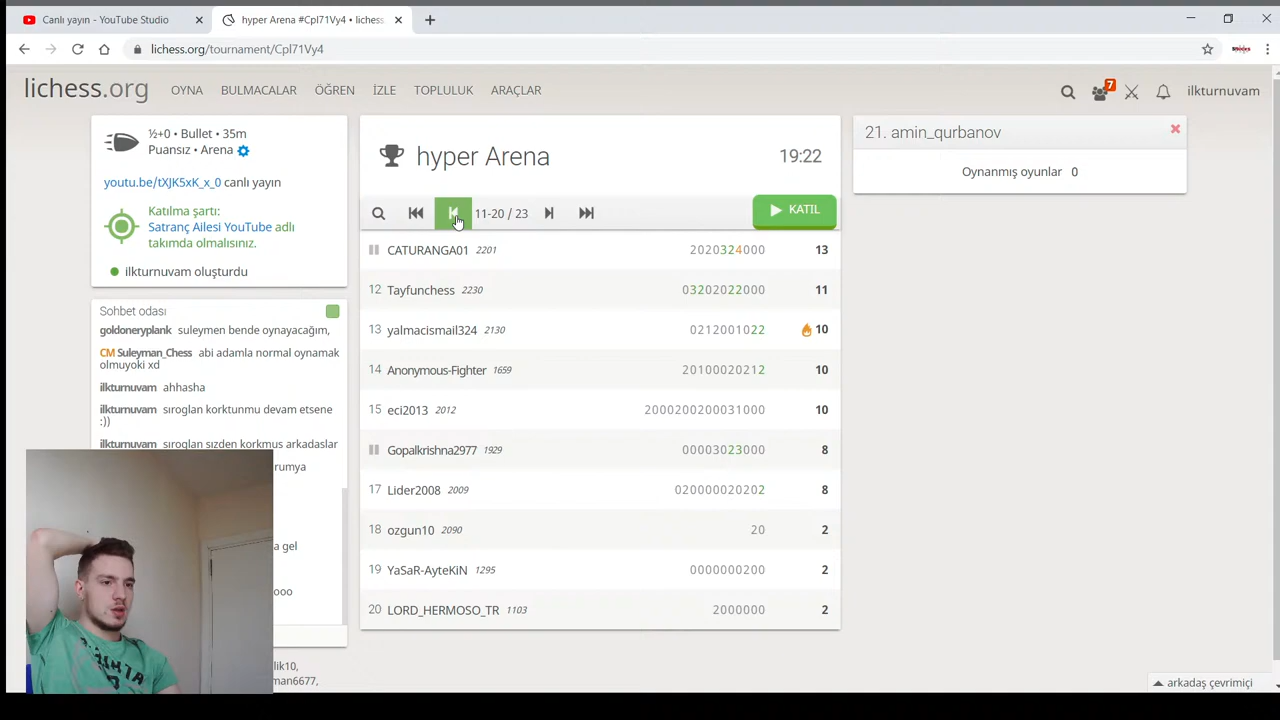 Canlı yayın - YouTube Studio
hyper Arena #Cpl71Vy4 • lichess.
lichess.org/tournament/Cpl71Vy4
lichess.org
OYNA
BULMACALAR
ÖĞREN
İZLE
TOPLULUK
ARAÇLAR
7
ilkturnuvam
½+0 • Bullet • 35m
Puansız • Arena
youtu.be/tXJK5xK_x_0 canlı yayın
Katılma şartı:
Satranç Ailesi YouTube adlı
takımda olmalısınız.
ilkturnuvam oluşturdu
Sohbet odası
goldoneryplank suleymen bende oynayacağım,
CM Suleyman_Chess abi adamla normal oynamak
olmuyoki xd
ilkturnuvam ahhasha
ilkturnuvam sıroglan korktunmu devam etsene
:))
ilkturnuvam sıroglan sızden korkmus arkadaslar
rumya
a gel
ooo
lik10,
man6677,
hyper Arena
19:22
11-20 / 23
KATIL
CATURANGA01 2201 2020324000 13
12 Tayfunchess 2230 03202022000 11
13 yalmacismail324 2130 0212001022 10
14 Anonymous-Fighter 1659 20100020212 10
15 eci2013 2012 2000200200031000 10
Gopalkrishna2977 1929 00003023000 8
17 Lider2008 2009 020000020202 8
18 ozgun10 2090 20 2
19 YaSaR-AyteKiN 1295 0000000200 2
20 LORD_HERMOSO_TR 1103 2000000 2
21. amin_qurbanov
Oynanmış oyunlar 0
arkadaş çevrimiçi